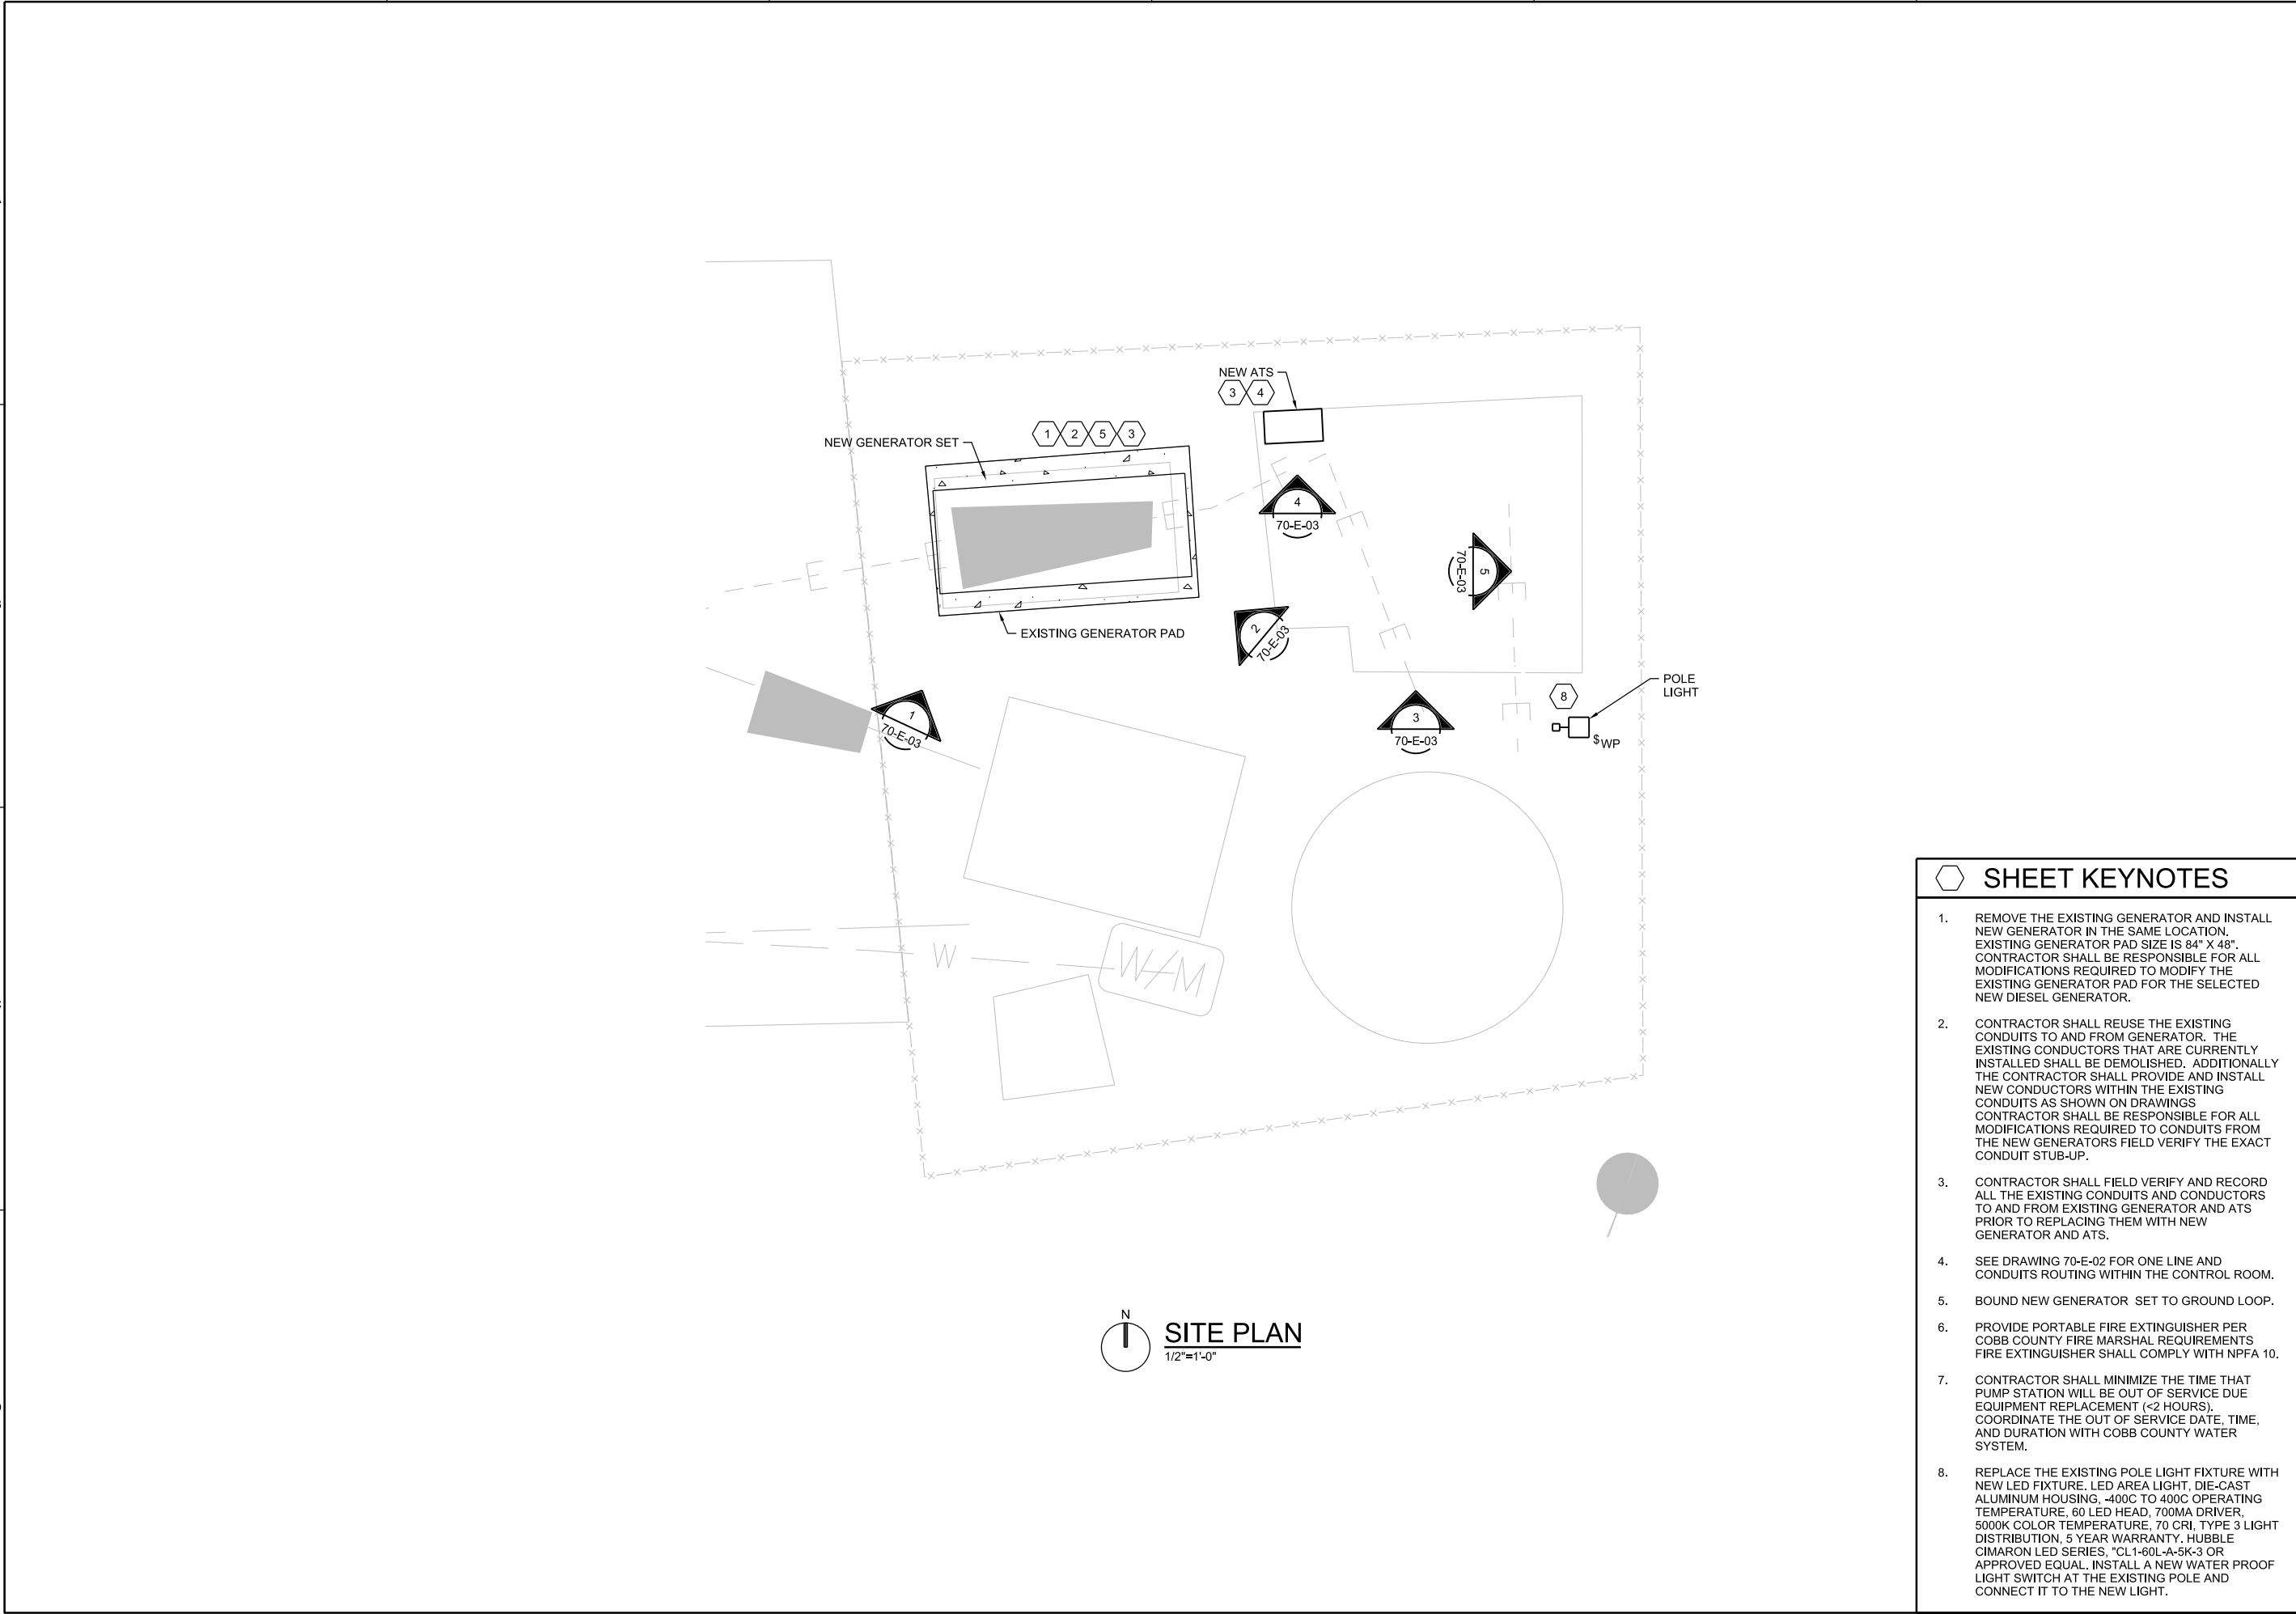 NEW ATS
3 4
1 2 5 3
NEW GENERATOR SET
EXISTING GENERATOR PAD
4
70-E-03
5
70-E-03
2
70-E-03
1
70-E-03
3
70-E-03
8
POLE
LIGHT
$WP
W
W/M
N
SITE PLAN
1/2"=1'-0"
SHEET KEYNOTES
1. REMOVE THE EXISTING GENERATOR AND INSTALL
NEW GENERATOR IN THE SAME LOCATION.
EXISTING GENERATOR PAD SIZE IS 84" X 48".
CONTRACTOR SHALL BE RESPONSIBLE FOR ALL
MODIFICATIONS REQUIRED TO MODIFY THE
EXISTING GENERATOR PAD FOR THE SELECTED
NEW DIESEL GENERATOR.
2. CONTRACTOR SHALL REUSE THE EXISTING
CONDUITS TO AND FROM GENERATOR. THE
EXISTING CONDUCTORS THAT ARE CURRENTLY
INSTALLED SHALL BE DEMOLISHED. ADDITIONALLY
THE CONTRACTOR SHALL PROVIDE AND INSTALL
NEW CONDUCTORS WITHIN THE EXISTING
CONDUITS AS SHOWN ON DRAWINGS
CONTRACTOR SHALL BE RESPONSIBLE FOR ALL
MODIFICATIONS REQUIRED TO CONDUITS FROM
THE NEW GENERATORS FIELD VERIFY THE EXACT
CONDUIT STUB-UP.
3. CONTRACTOR SHALL FIELD VERIFY AND RECORD
ALL THE EXISTING CONDUITS AND CONDUCTORS
TO AND FROM EXISTING GENERATOR AND ATS
PRIOR TO REPLACING THEM WITH NEW
GENERATOR AND ATS.
4. SEE DRAWING 70-E-02 FOR ONE LINE AND
CONDUITS ROUTING WITHIN THE CONTROL ROOM.
5. BOUND NEW GENERATOR SET TO GROUND LOOP.
6. PROVIDE PORTABLE FIRE EXTINGUISHER PER
COBB COUNTY FIRE MARSHAL REQUIREMENTS
FIRE EXTINGUISHER SHALL COMPLY WITH NPFA 10.
7. CONTRACTOR SHALL MINIMIZE THE TIME THAT
PUMP STATION WILL BE OUT OF SERVICE DUE
EQUIPMENT REPLACEMENT (<2 HOURS).
COORDINATE THE OUT OF SERVICE DATE, TIME,
AND DURATION WITH COBB COUNTY WATER
SYSTEM.
8. REPLACE THE EXISTING POLE LIGHT FIXTURE WITH
NEW LED FIXTURE. LED AREA LIGHT, DIE-CAST
ALUMINUM HOUSING, -400C TO 400C OPERATING
TEMPERATURE, 60 LED HEAD, 700MA DRIVER,
5000K COLOR TEMPERATURE, 70 CRI, TYPE 3 LIGHT
DISTRIBUTION, 5 YEAR WARRANTY. HUBBLE
CIMARON LED SERIES, "CL1-60L-A-5K-3 OR
APPROVED EQUAL. INSTALL A NEW WATER PROOF
LIGHT SWITCH AT THE EXISTING POLE AND
CONNECT IT TO THE NEW LIGHT.